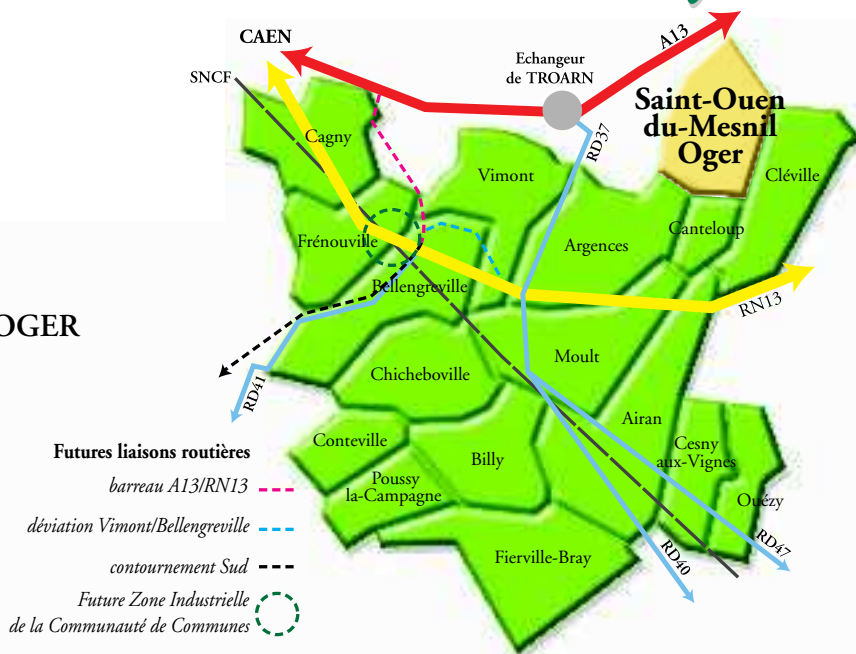 CAEN
A13
Echangeur
de TROARN
SNCF
RD37
Saint-Ouen
du-Mesnil
Oger
Cagny
Vimont
Cléville
Canteloup
Frénouville
Argences
Bellengreville
RN13
OGER
Moult
Chicheboville
RD41
Airan
Conteville
Cesny
aux-Vignes
Billy
Poussy
la-Campagne
Ouézy
Fierville-Bray
RD40
RD47
Futures liaisons routières
barreau A13/RN13
déviation Vimont/Bellengreville
contournement Sud
Future Zone Industrielle
de la Communauté de Communes